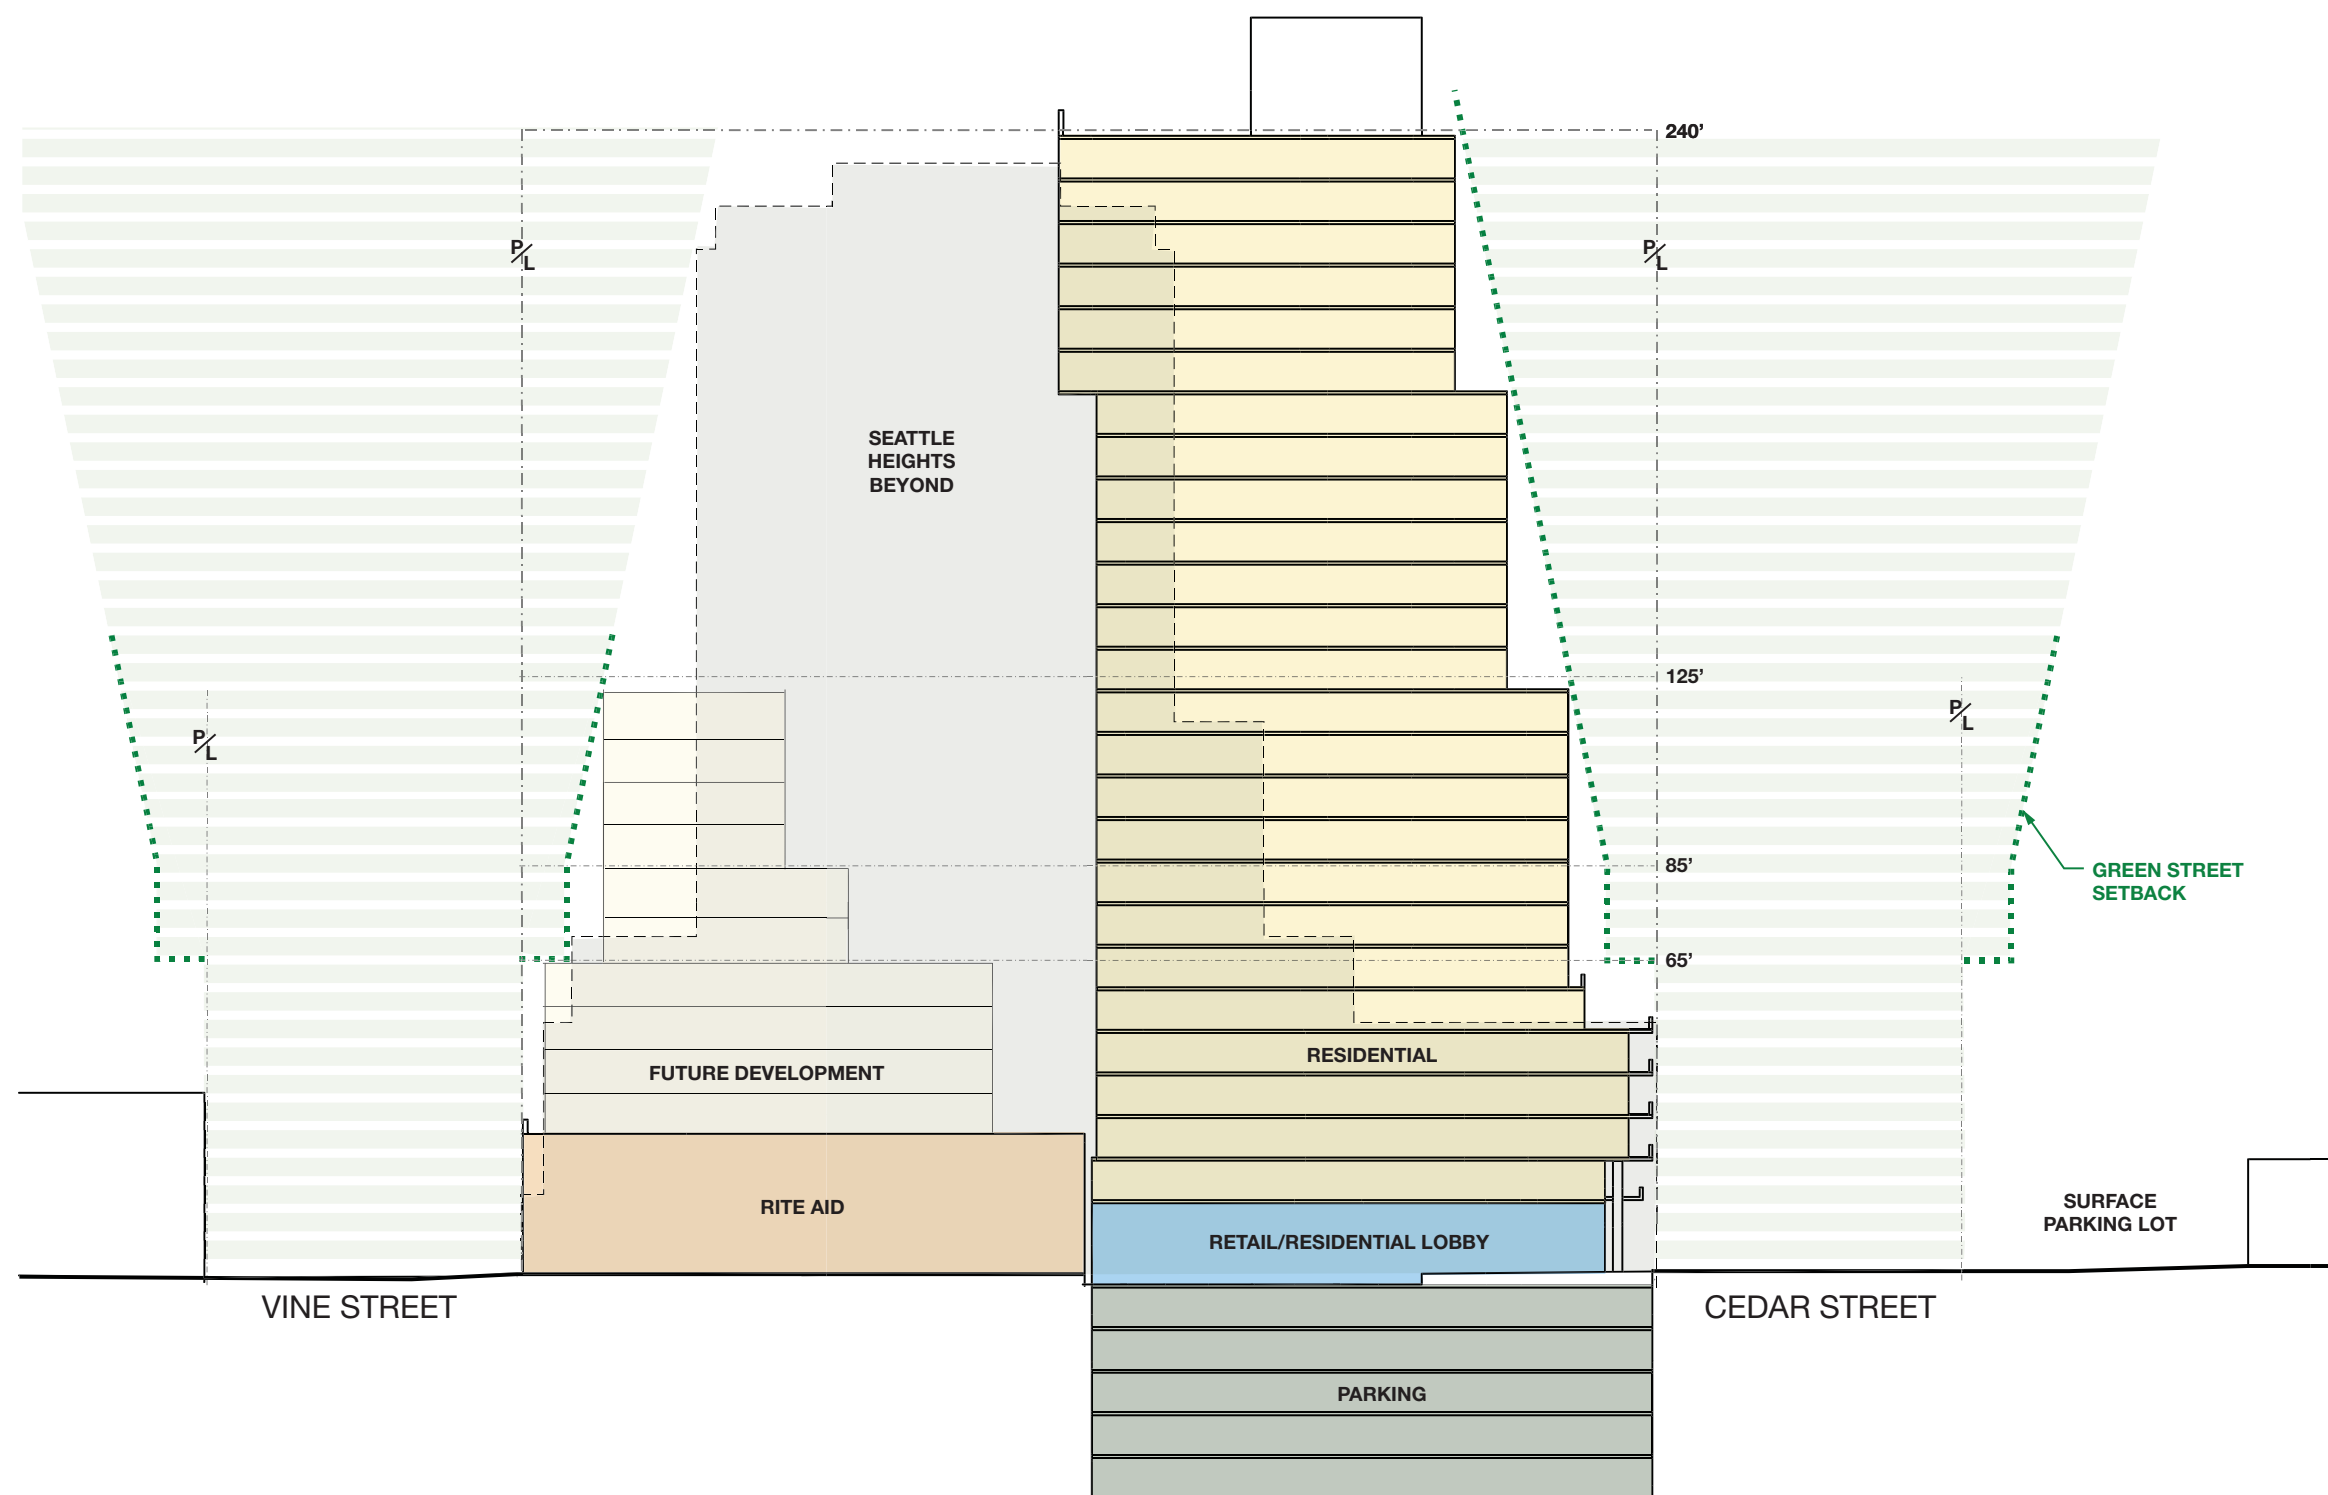 240’
P/L
P/L
SEATTLE
HEIGHTS
BEYOND
125’
P/L
P/L
85’
GREEN STREET
SETBACK
65’
RESIDENTIAL
FUTURE DEVELOPMENT
RITE AID
SURFACE
PARKING LOT
RETAIL/RESIDENTIAL LOBBY
VINE STREET
CEDAR STREET
PARKING